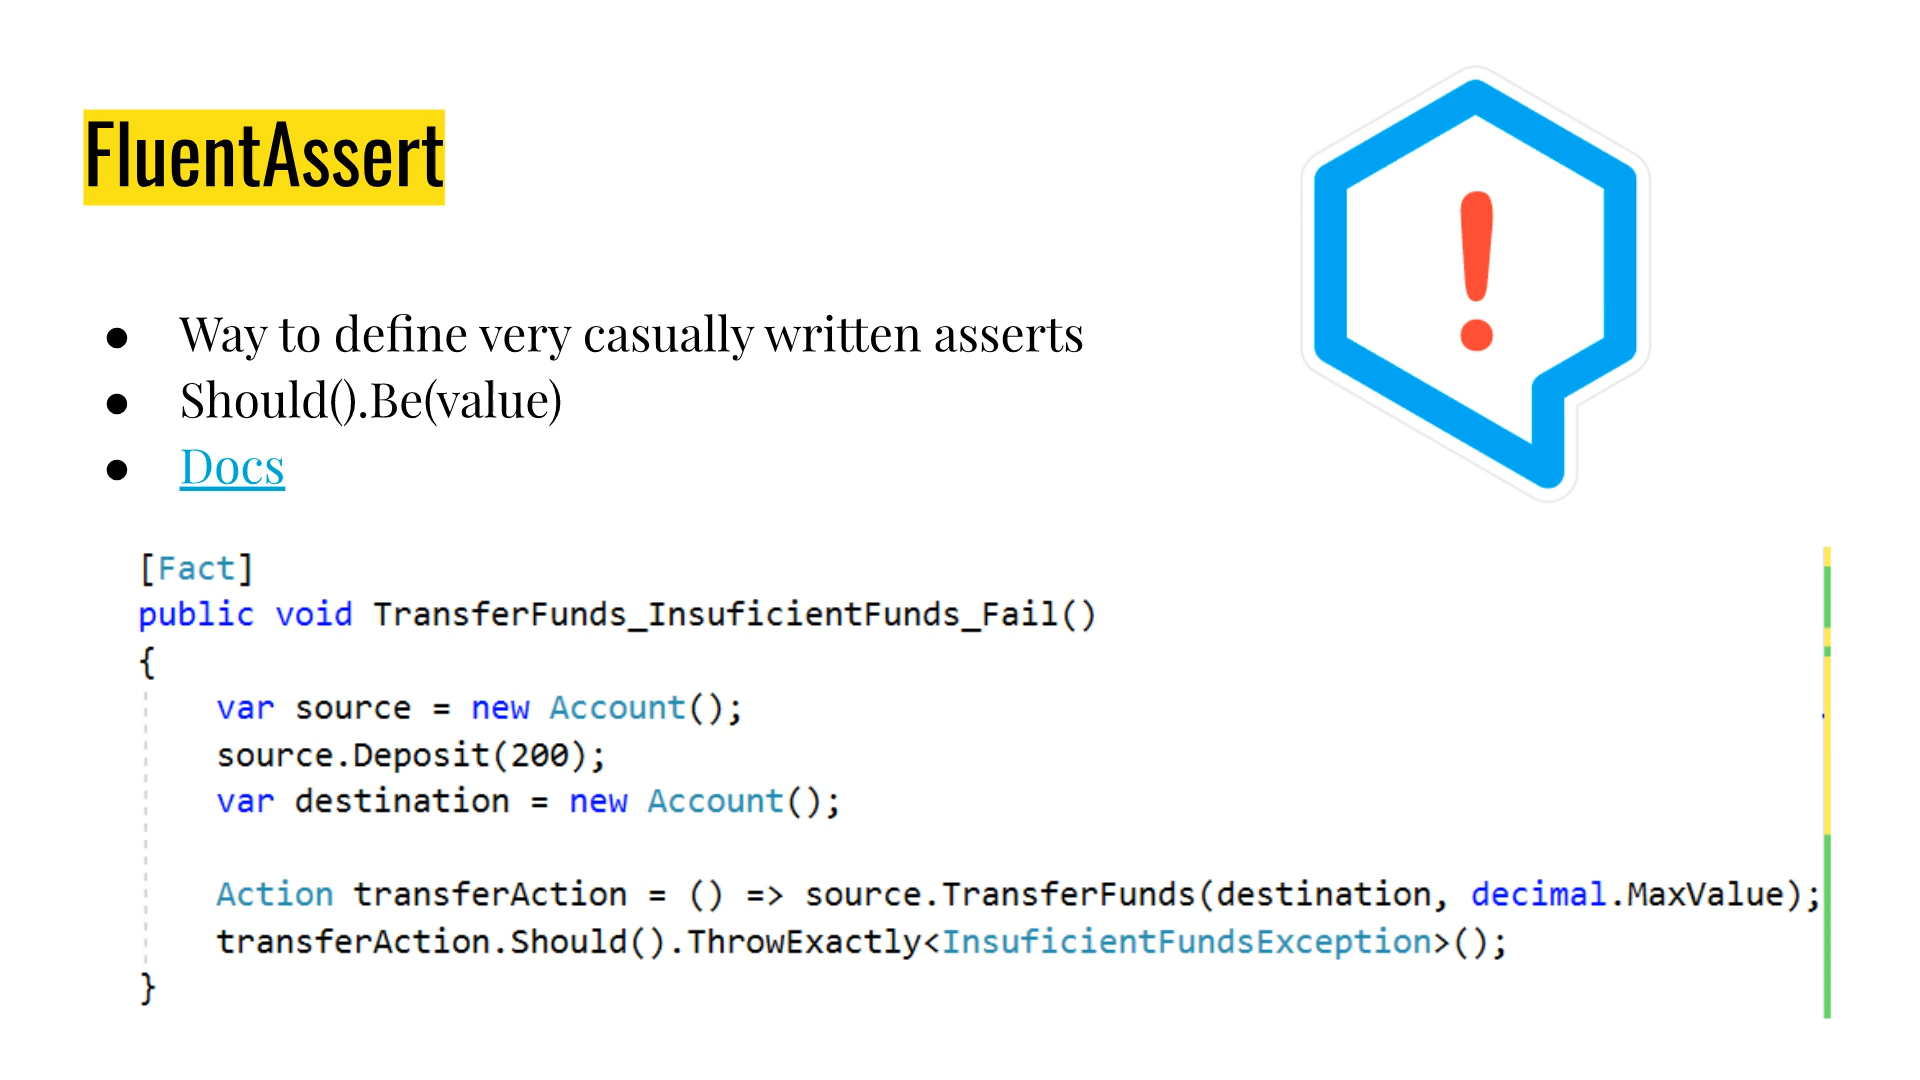 FluentAssert
● Way to define very casually written asserts
● Should().Be(value)
● Docs
[Fact]
public void TransferFunds_InsuficientFunds_Fail()
{
    var source = new Account();
    source.Deposit(200);
    var destination = new Account();
    Action transferAction = () => source.TransferFunds(destination, decimal.MaxValue);
    transferAction.Should().ThrowExactly<InsuficientFundsException>();
}